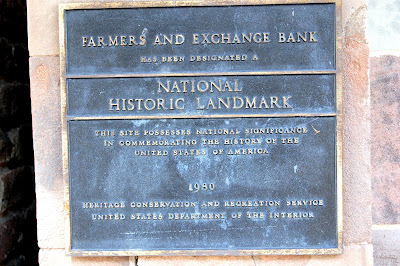 FARMERS AND EXCHANGE BANK
HAS BEEN DESIGNATED A
NATIONAL
HISTORIC LANDMARK
THIS SITE POSSESSES NATIONAL SIGNIFICANCE
IN COMMEMORATING THE HISTORY OF THE
UNITED STATES OF AMERICA
1980
HERITAGE CONSERVATION AND RECREATION SERVICE
UNITED STATES DEPARTMENT OF THE INTERIOR